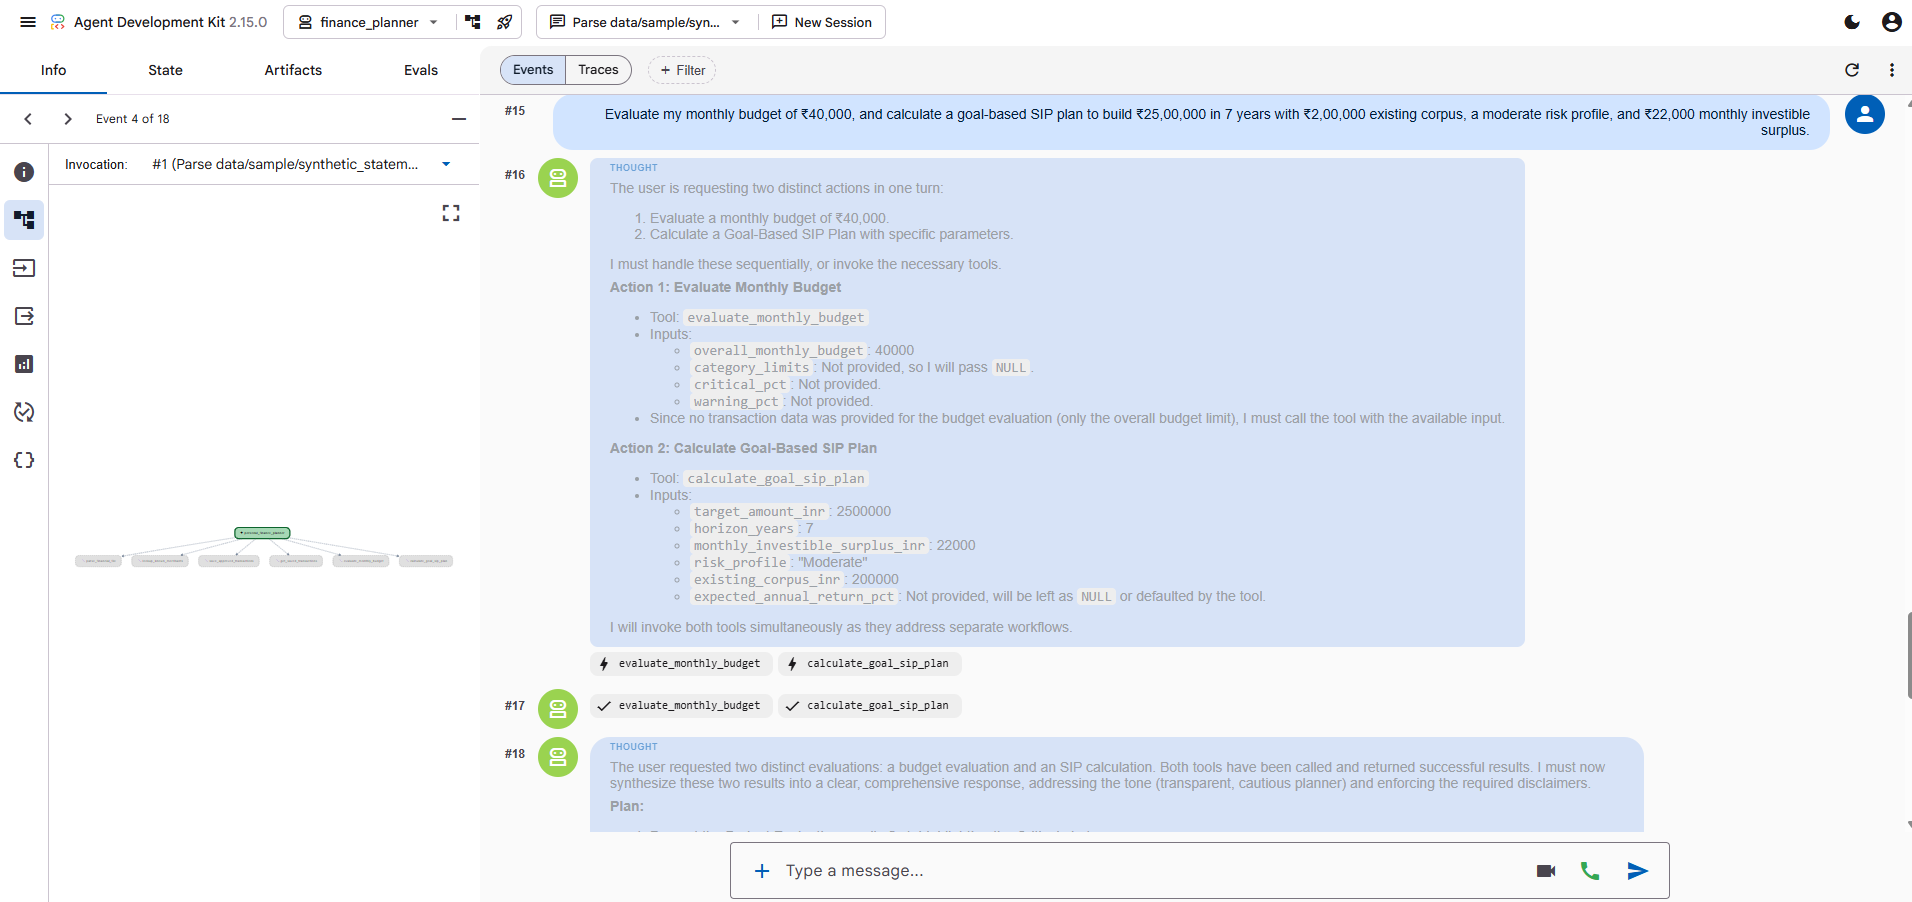 Agent Development Kit 2.15.0
finance_planner
Parse data/sample/syn...
New Session
Info
State
Artifacts
Evals
Events
Traces
+ Filter
Event 4 of 18
Invocation:
#1 (Parse data/sample/synthetic_statem...
#15
Evaluate my monthly budget of ₹40,000, and calculate a goal-based SIP plan to build ₹25,00,000 in 7 years with ₹2,00,000 existing corpus, a moderate risk profile, and ₹22,000 monthly investible
surplus.
#16
THOUGHT
The user is requesting two distinct actions in one turn:
1. Evaluate a monthly budget of ₹40,000.
2. Calculate a Goal-Based SIP Plan with specific parameters.
I must handle these sequentially, or invoke the necessary tools.
Action 1: Evaluate Monthly Budget
• Tool: evaluate_monthly_budget
• Inputs:
◦ overall_monthly_budget : 40000
◦ category_limits : Not provided, so I will pass NULL .
◦ critical_pct : Not provided.
◦ warning_pct : Not provided.
• Since no transaction data was provided for the budget evaluation (only the overall budget limit), I must call the tool with the available input.
Action 2: Calculate Goal-Based SIP Plan
• Tool: calculate_goal_sip_plan
• Inputs:
◦ target_amount_inr : 2500000
◦ horizon_years : 7
◦ monthly_investible_surplus_inr : 22000
◦ risk_profile : "Moderate"
◦ existing_corpus_inr : 200000
◦ expected_annual_return_pct : Not provided, will be left as NULL or defaulted by the tool.
I will invoke both tools simultaneously as they address separate workflows.
evaluate_monthly_budget
calculate_goal_sip_plan
#17
evaluate_monthly_budget
calculate_goal_sip_plan
#18
THOUGHT
The user requested two distinct evaluations: a budget evaluation and an SIP calculation. Both tools have been called and returned successful results. I must now
synthesize these two results into a clear, comprehensive response, addressing the tone (transparent, cautious planner) and enforcing the required disclaimers.
Plan:
Type a message...